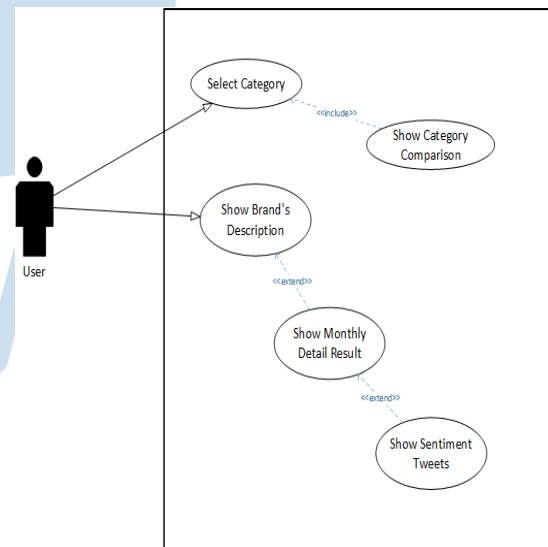 Select Category
<<include>>
Show Category
Comparison
Show Brand's
Description
User
<<extend>>
Show Monthly
Detail Result
<<extend>>
Show Sentiment
Tweets